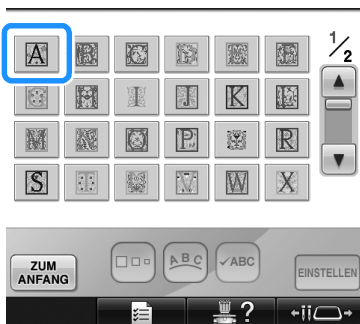 A B
1/2
H I J K L
M N O P R
S T V W X
ZUM
ANFANG
ABC
✓ABC
EINSTELLEN
?